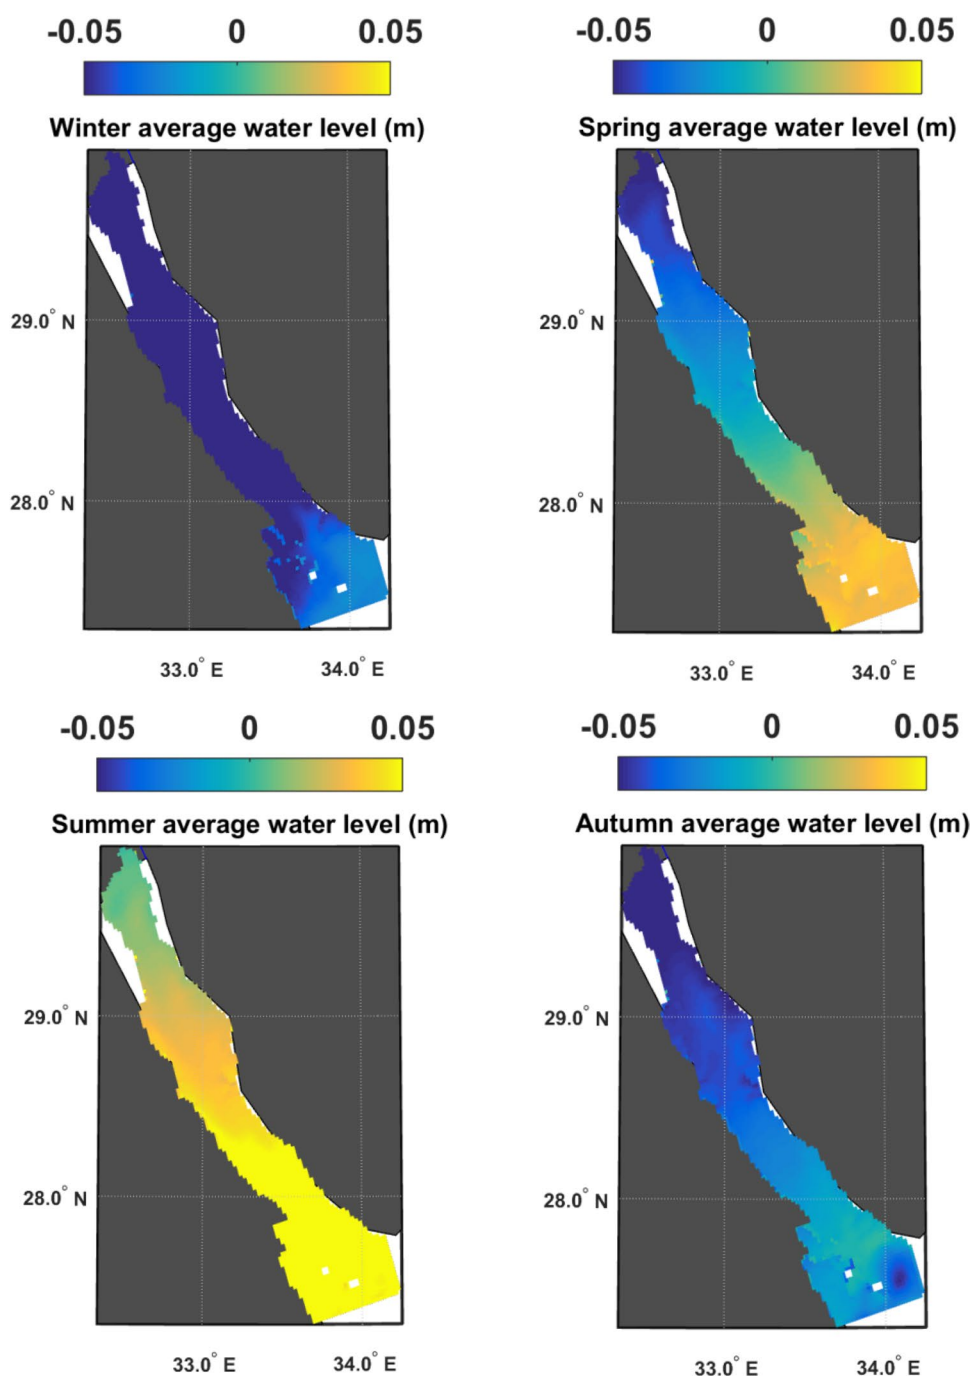 -0.05 0 0.05
-0.05 0 0.05
Winter average water level (m)
Spring average water level (m)
29.0° N
28.0° N
33.0° E 34.0° E
29.0° N
28.0° N
33.0° E 34.0° E
-0.05 0 0.05
-0.05 0 0.05
Summer average water level (m)
Autumn average water level (m)
29.0° N
28.0° N
33.0° E 34.0° E
29.0° N
28.0° N
33.0° E 34.0° E